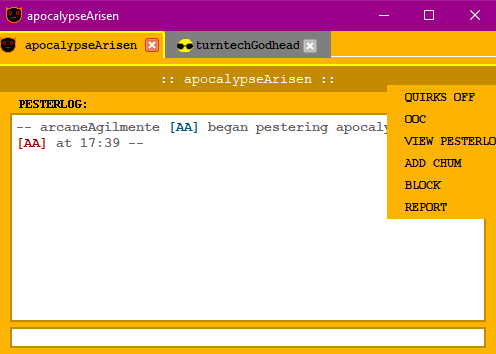 apocalypseArisen
apocalypseArisen turntechGodhead
:: apocalypseArisen ::
PESTERLOG:
QUIRKS OFF
OOC
VIEW PESTERLO
ADD CHUM
BLOCK
REPORT
-- arcaneAgilmente [AA] began pestering apocaly
[AA] at 17:39 --